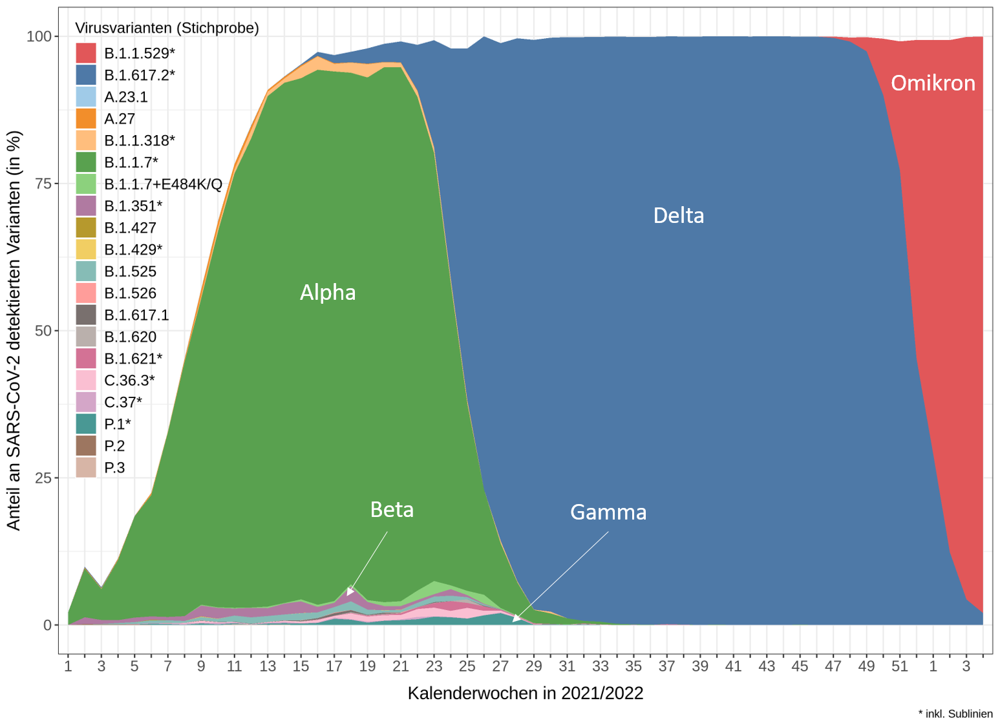 Virusvarianten (Stichprobe)
B.1.1.529*
B.1.617.2*
A.23.1
A.27
B.1.1.318*
B.1.1.7*
B.1.1.7+E484K/Q
B.1.351*
B.1.427
B.1.429*
B.1.525
B.1.526
B.1.617.1
B.1.620
B.1.621*
C.36.3*
C.37*
P.1*
P.2
P.3
Anteil an SARS-CoV-2 detektierten Varianten (in %)
100
75
50
25
0
Omikron
Delta
Alpha
Beta
Gamma
1 3 5 7 9 11 13 15 17 19 21 23 25 27 29 31 33 35 37 39 41 43 45 47 49 51 1 3
Kalenderwochen in 2021/2022
* inkl. Sublinien